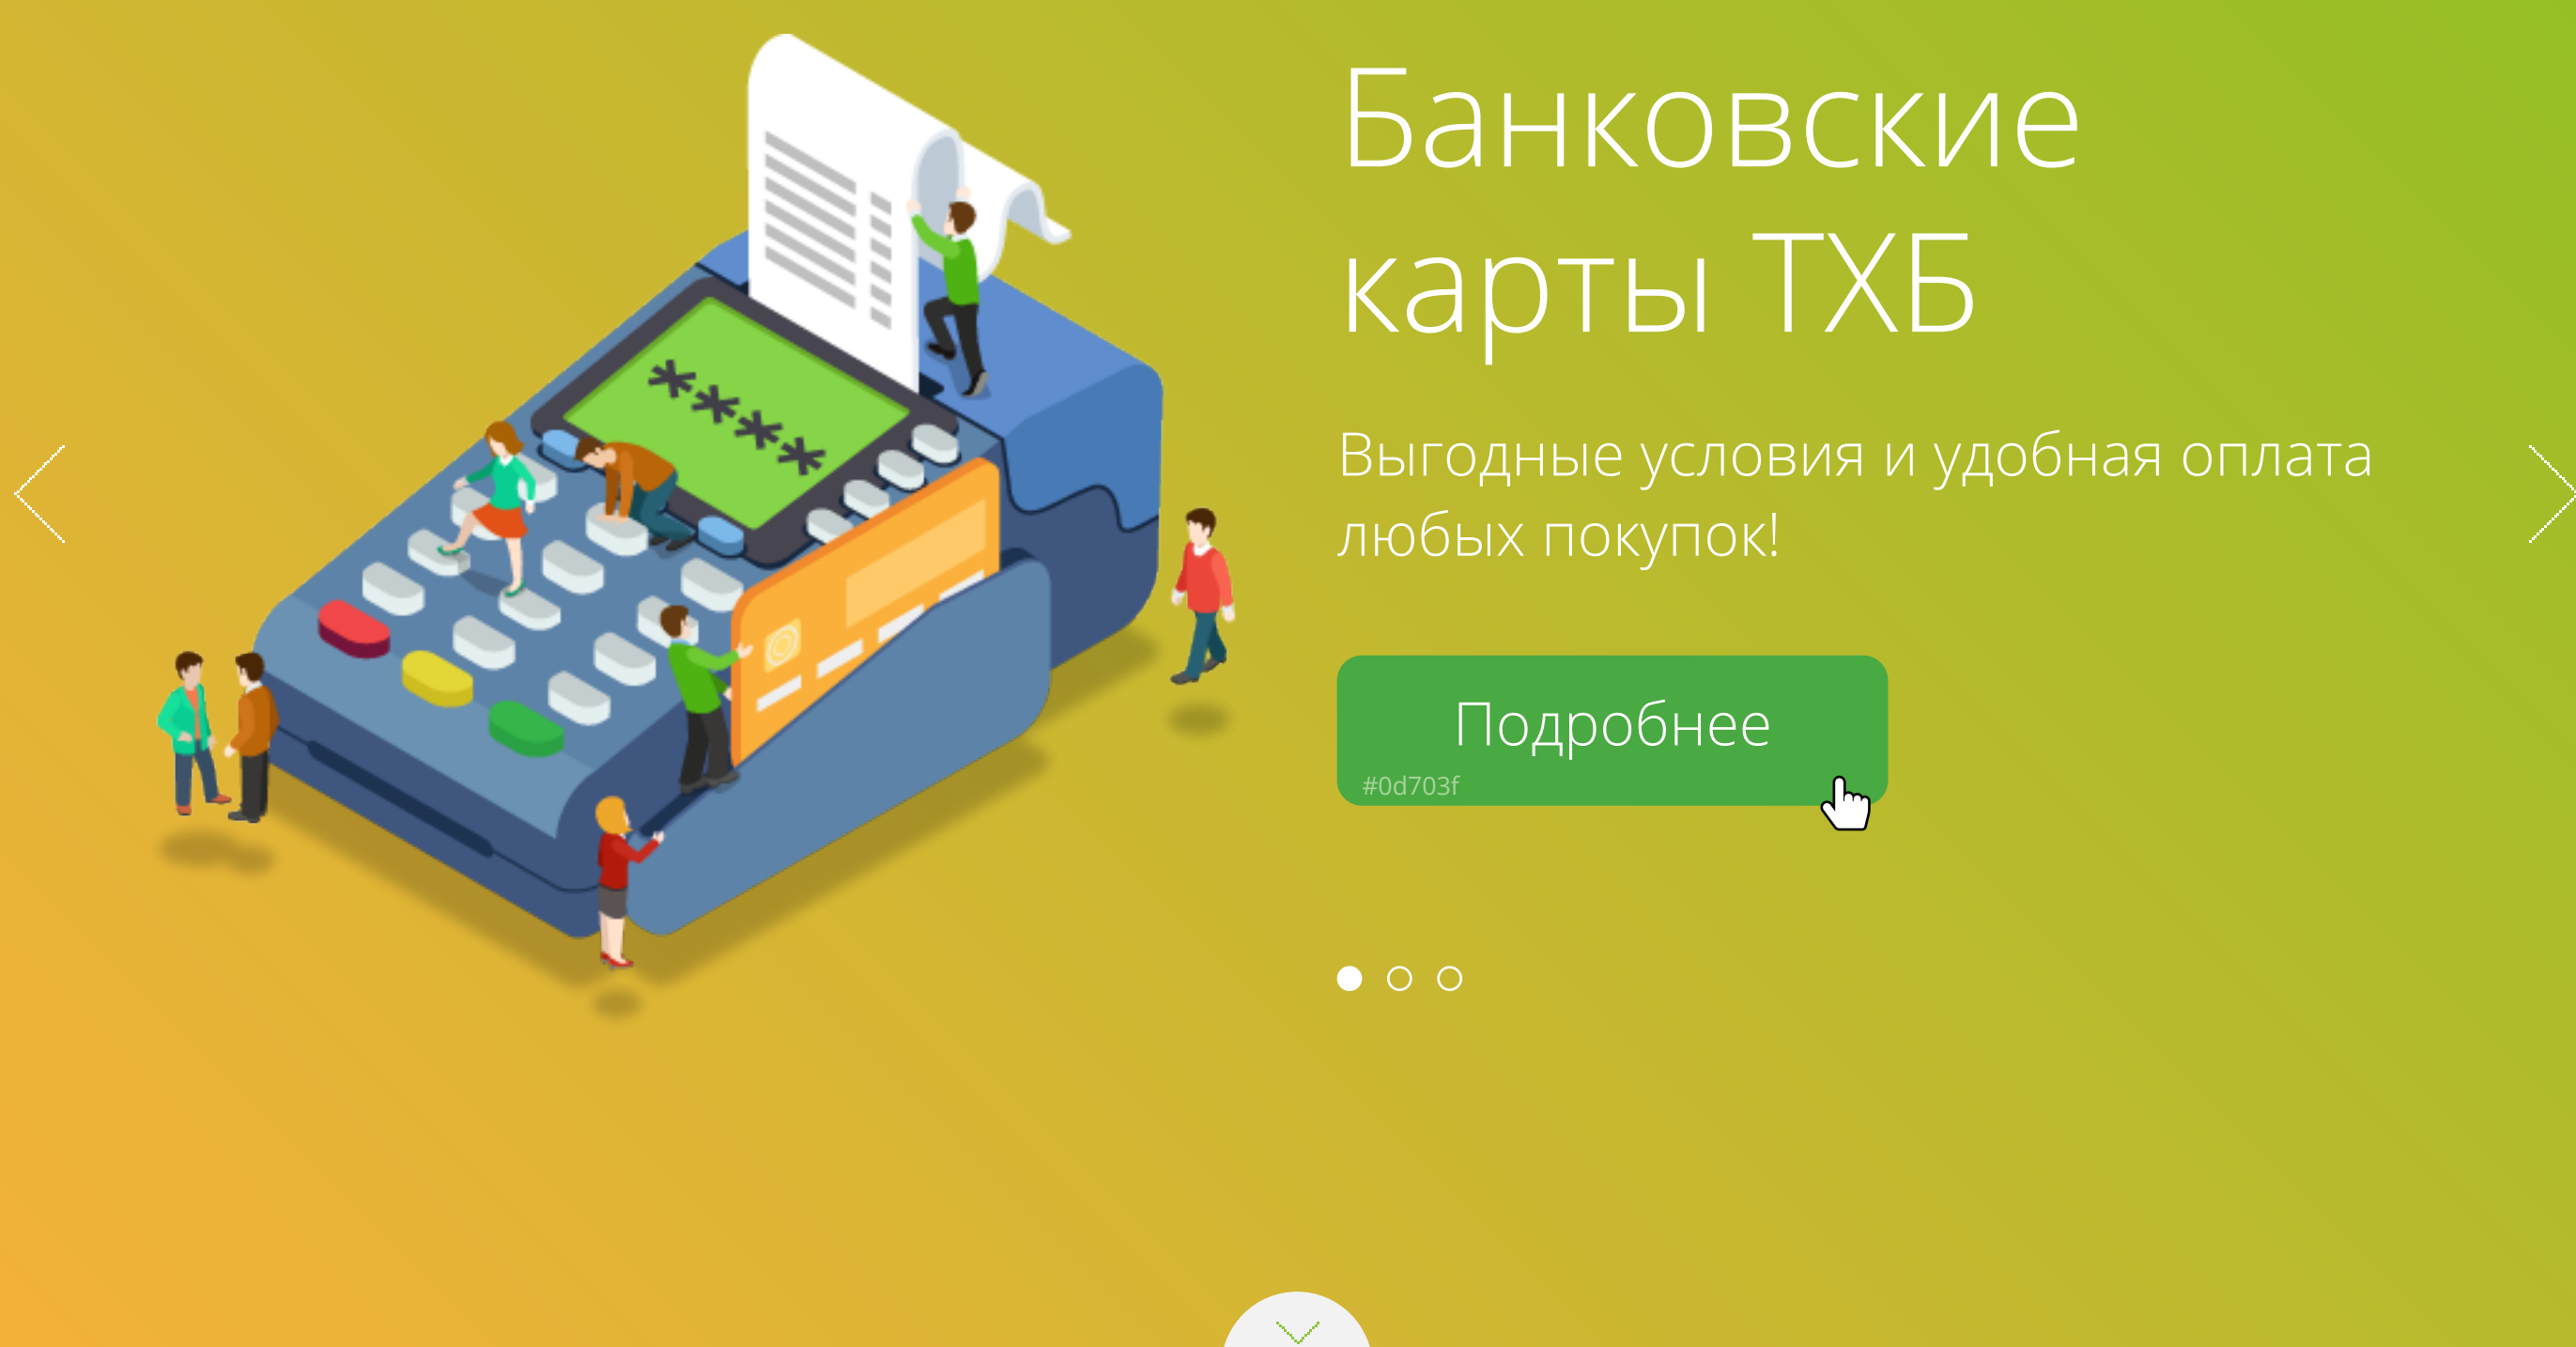 ****
Банковские
карты ТХБ
Выгодные условия и удобная оплата
любых покупок!
Подробнее
#0d703f